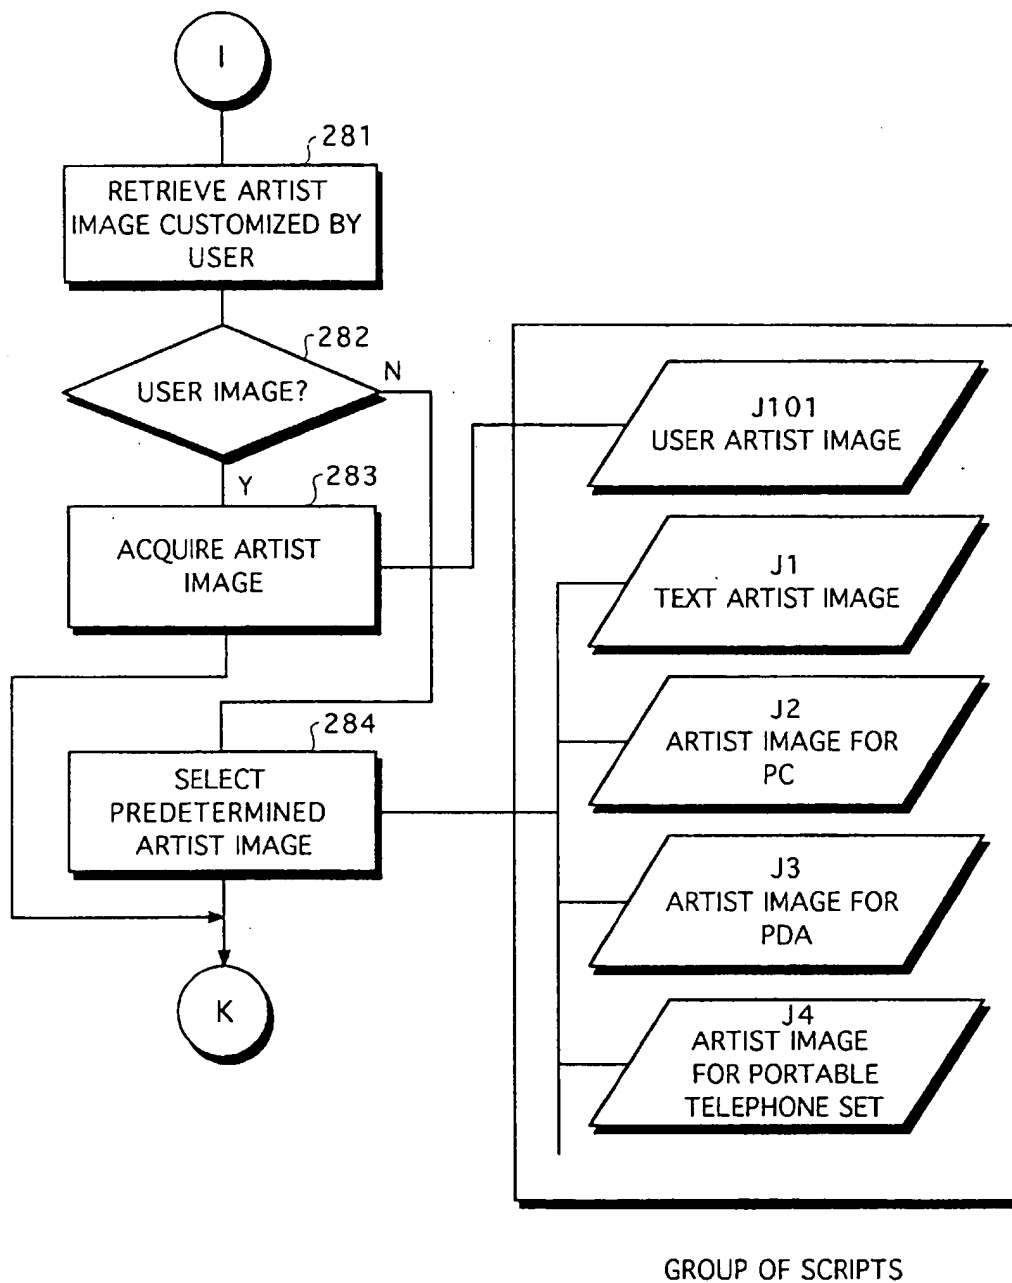 I
281
RETRIEVE ARTIST
IMAGE CUSTOMIZED BY
USER
282
USER IMAGE?
N
Y
283
ACQUIRE ARTIST
IMAGE
284
SELECT
PREDETERMINED
ARTIST IMAGE
K
J101
USER ARTIST IMAGE
J1
TEXT ARTIST IMAGE
J2
ARTIST IMAGE FOR
PC
J3
ARTIST IMAGE FOR
PDA
J4
ARTIST IMAGE
FOR PORTABLE
TELEPHONE SET
GROUP OF SCRIPTS